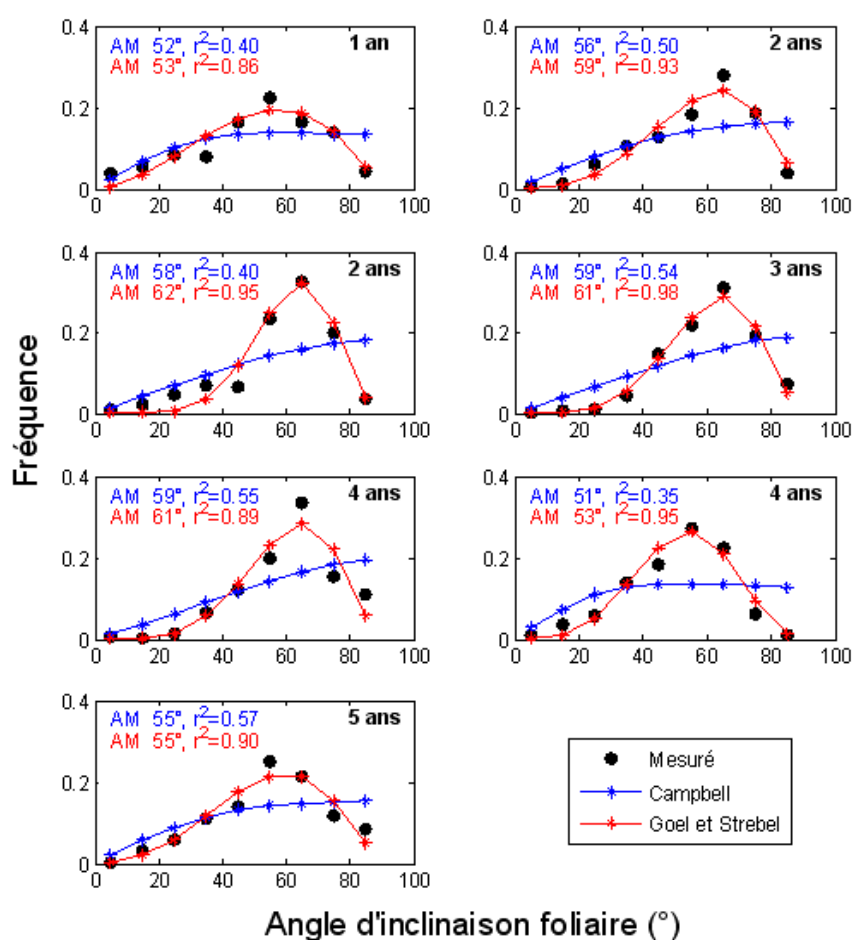 Fréquence
0.4
0.2
0
AM 52°, r2=0.40
AM 53°, r2=0.86
1 an
0 20 40 60 80 100
0.4
0.2
0
AM 56°, r2=0.50
AM 59°, r2=0.93
2 ans
0 20 40 60 80 100
0.4
0.2
0
AM 58°, r2=0.40
AM 62°, r2=0.95
2 ans
0 20 40 60 80 100
0.4
0.2
0
AM 59°, r2=0.54
AM 61°, r2=0.98
3 ans
0 20 40 60 80 100
0.4
0.2
0
AM 59°, r2=0.55
AM 61°, r2=0.89
4 ans
0 20 40 60 80 100
0.4
0.2
0
AM 51°, r2=0.35
AM 53°, r2=0.95
4 ans
0 20 40 60 80 100
0.4
0.2
0
AM 55°, r2=0.57
AM 55°, r2=0.90
5 ans
0 20 40 60 80 100
Mesuré
Campbell
Goel et Strebel
Angle d'inclinaison foliaire (°)